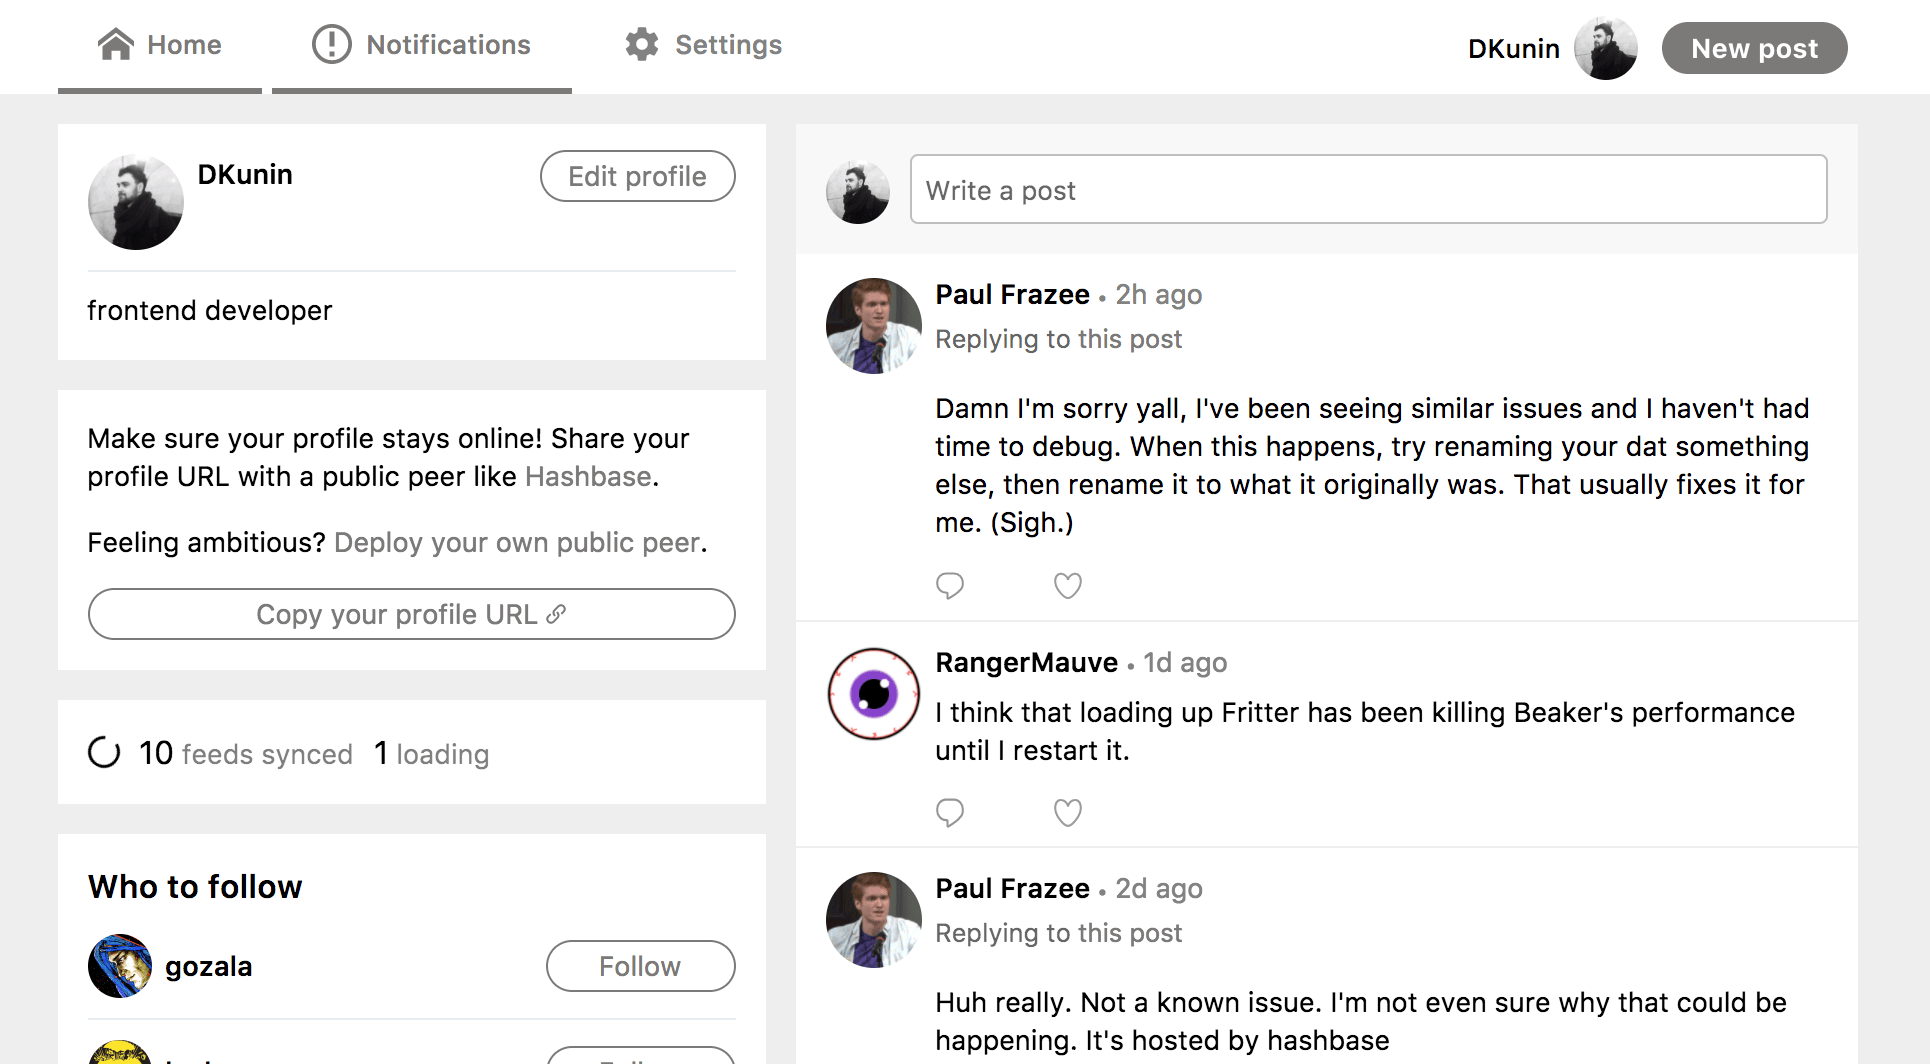 Home
Notifications
Settings
DKunin
New post
DKunin
Edit profile
frontend developer
Make sure your profile stays online! Share your
profile URL with a public peer like Hashbase.
Feeling ambitious? Deploy your own public peer.
Copy your profile URL
10 feeds synced 1 loading
Who to follow
gozala
Follow
Write a post
Paul Frazee • 2h ago
Replying to this post
Damn I'm sorry yall, I've been seeing similar issues and I haven't had
time to debug. When this happens, try renaming your dat something
else, then rename it to what it originally was. That usually fixes it for
me. (Sigh.)
RangerMauve • 1d ago
I think that loading up Fritter has been killing Beaker's performance
until I restart it.
Paul Frazee • 2d ago
Replying to this post
Huh really. Not a known issue. I'm not even sure why that could be
happening. It's hosted by hashbase